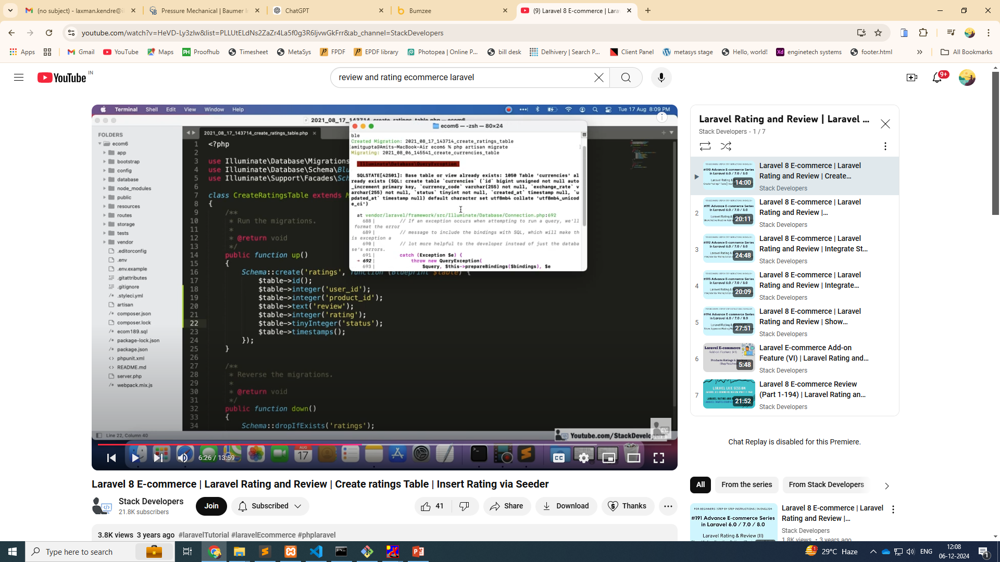 (no subject) - laxman.kendre@
Pressure Mechanical | Baumer I
ChatGPT
Bumzee
(9) Laravel 8 E-commerce | Lara
youtube.com/watch?v=HeVD-Ly3zlw&list=PLLUtELdNs2ZaZr4La5f0g3R6IjvwGkFrr&ab_channel=StackDevelopers
Apps
Gmail
YouTube
Maps
Proofhub
Timesheet
MetaSys
FPDF
EPDF library
Photopea | Online P...
bill desk
Delhivery | Search P...
Client Panel
metasys stage
Hello, world!
enginetech systems
footer.html
All Bookmarks
YouTube IN
review and rating ecommerce laravel
9+
Terminal Shell Edit View Window Help
Tue 17 Aug 8:09 PM
2021_08_17_143714_create_ratings_table.php — ecom6
ecom6 — -zsh — 80×24
ble
Created Migration: 2021_08_17_143714_create_ratings_table
[amitgupta@Amits-MacBook-Air ecom6 % php artisan migrate
Migrating: 2021_08_06_145541_create_currencies_table
Illuminate\Database\QueryException
SQLSTATE[42S01]: Base table or view already exists: 1050 Table 'currencies' al
ready exists (SQL: create table `currencies` (`id` bigint unsigned not null auto
_increment primary key, `currency_code` varchar(255) not null, `exchange_rate` v
archar(255) not null, `status` tinyint not null, `created_at` timestamp null, `u
pdated_at` timestamp null) default character set utf8mb4 collate 'utf8mb4_unicod
e_ci')
at vendor/laravel/framework/src/Illuminate/Database/Connection.php:692
688| // If an exception occurs when attempting to run a query, we'll
format the error
689| // message to include the bindings with SQL, which will make th
is exception a
690| // lot more helpful to the developer instead of just the databa
se's errors.
691| catch (Exception $e) {
→ 692| throw new QueryException(
693| $query, $this->prepareBindings($bindings), $e
FOLDERS
ecom6
app
bootstrap
config
database
node_modules
public
resources
routes
storage
tests
vendor
.editorconfig
.env
.env.example
.gitattributes
.gitignore
.styleci.yml
artisan
composer.json
composer.lock
ecom189.sql
package-lock.json
package.json
phpunit.xml
README.md
server.php
webpack.mix.js
2021_08_17_143714_create_ratings_table.php
1 <?php
2
3 use Illuminate\Database\Migrations
4 use Illuminate\Database\Schema\Blu
5 use Illuminate\Support\Facades\Sch
6
7 class CreateRatingsTable extends M
8 {
9 /**
10 * Run the migrations.
11 *
12 * @return void
13 */
14 public function up()
15 {
16 Schema::create('ratings', function (Blueprint $table) {
17 $table->id();
18 $table->integer('user_id');
19 $table->integer('product_id');
20 $table->text('review');
21 $table->integer('rating');
22 $table->tinyInteger('status');
23 $table->timestamps();
24 });
25 }
26
27 /**
28 * Reverse the migrations.
29 *
30 * @return void
31 */
32 public function down()
33 {
34 Schema::dropIfExists('ratings');
Line 22, Column 40
Youtube.com/StackDevelopers
AUG
17
6:26 / 13:59
CC
Laravel 8 E-commerce | Laravel Rating and Review | Create ratings Table | Insert Rating via Seeder
Stack Developers
21.8K subscribers
Join
Subscribed
41
Share
Download
Thanks
3.8K views 3 years ago #laravelTutorial #laravelEcommerce #phplaravel
Laravel Rating and Review | Laravel ...
Stack Developers - 1 / 7
#190 Advance E-commerce Series
in Laravel 6.0 / 7.0 / 8.0
14:00
Laravel 8 E-commerce | Laravel
Rating and Review | Create...
Stack Developers
2
#191 Advance E-commerce Series
in Laravel 6.0 / 7.0 / 8.0
20:11
Laravel 8 E-commerce | Laravel
Rating and Review |...
Stack Developers
3
#192 Advance E-commerce Series
in Laravel 6.0 / 7.0 / 8.0
24:48
Laravel 8 E-commerce | Laravel
Rating and Review | Integrate St...
Stack Developers
4
#193 Advance E-commerce Series
in Laravel 6.0 / 7.0 / 8.0
20:09
Laravel 8 E-commerce | Laravel
Rating and Review | Integrate...
Stack Developers
5
#194 Advance E-commerce Series
in Laravel 6.0 / 7.0 / 8.0
27:51
Laravel 8 E-commerce | Laravel
Rating and Review | Show...
Stack Developers
6
Laravel E-commerce
Add-on Feature (VI)
5:48
Laravel E-commerce Add-on
Feature (VI) | Laravel Rating and...
Stack Developers
7
LARAVEL LIVE SESSION
21:52
Laravel 8 E-commerce Review
(Part 1-194) | Laravel Rating an...
Stack Developers
Chat Replay is disabled for this Premiere.
All
From the series
From Stack Developers
FOR BEGINNERS | STEP BY STEP INSTRUCTIONS | IN ENGLISH
#191 Advance E-commerce Series
in Laravel 6.0 / 7.0 / 8.0
Laravel Rating & Review (II)
Laravel 8 E-commerce | Laravel
Rating and Review |...
Stack Developers
1.8K views • 3 years ago
Type here to search
29°C Haze
ENG
12:08
06-12-2024
1